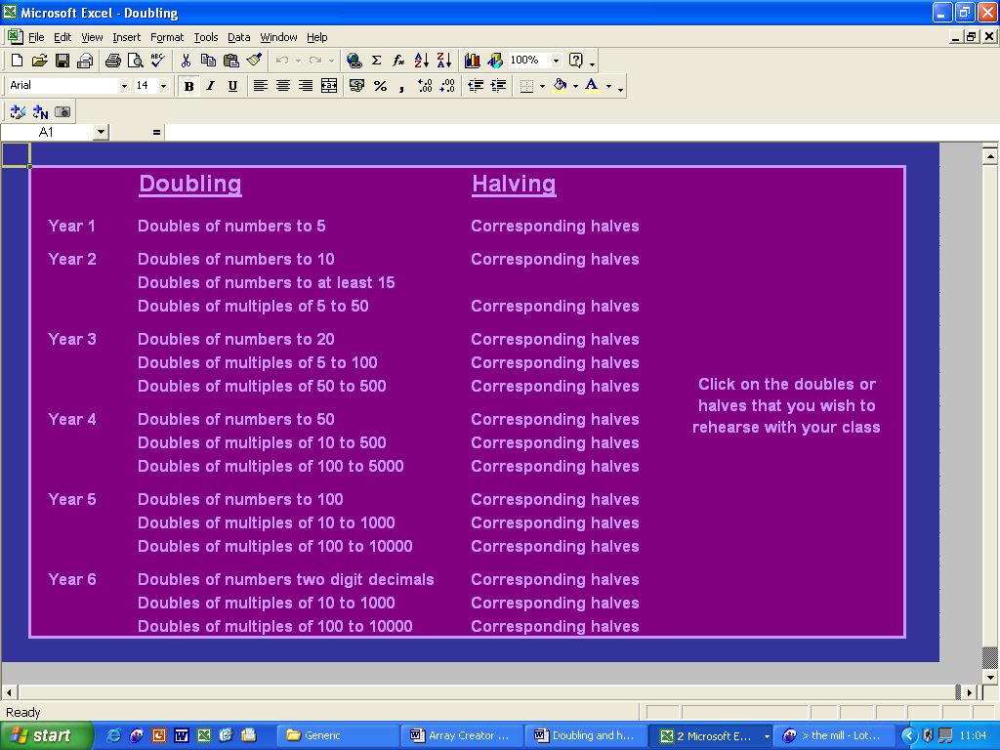 Microsoft Excel - Doubling
File Edit View Insert Format Tools Data Window Help
100%
Arial 14 B I U
A1 =
Doubling Halving
Year 1 Doubles of numbers to 5 Corresponding halves
Year 2 Doubles of numbers to 10 Corresponding halves
Doubles of numbers to at least 15
Doubles of multiples of 5 to 50 Corresponding halves
Year 3 Doubles of numbers to 20 Corresponding halves
Doubles of multiples of 5 to 100 Corresponding halves
Doubles of multiples of 50 to 500 Corresponding halves
Click on the doubles or
halves that you wish to
rehearse with your class
Year 4 Doubles of numbers to 50 Corresponding halves
Doubles of multiples of 10 to 500 Corresponding halves
Doubles of multiples of 100 to 5000 Corresponding halves
Year 5 Doubles of numbers to 100 Corresponding halves
Doubles of multiples of 10 to 1000 Corresponding halves
Doubles of multiples of 100 to 10000 Corresponding halves
Year 6 Doubles of numbers two digit decimals Corresponding halves
Doubles of multiples of 10 to 1000 Corresponding halves
Doubles of multiples of 100 to 10000 Corresponding halves
Ready
start Generic Array Creator ... Doubling and h... 2 Microsoft E... > the mill - Lot... 11:04